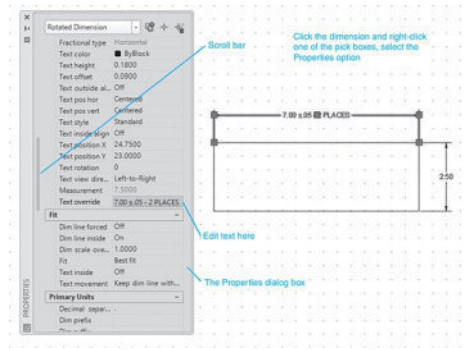 Rotated Dimension
Fractional type Horizontal
Text color ByBlock
Text height 0.1800
Text offset 0.0900
Text outside al... Off
Text pos hor Centered
Text pos vert Centered
Text style Standard
Text inside align Off
Text position X 24.7500
Text position Y 23.0000
Text rotation 0
Text view dire... Left-to-Right
Measurement 7.5000
Text override 7.00 ±.05 - 2 PLACES
Fit
Dim line forced Off
Dim line inside On
Dim scale ove... 1.0000
Fit Best fit
Text inside Off
Text movement Keep dim line with...
Primary Units
Decimal separ... .
Dim prefix
PROPERTIES
Scroll bar
Click the dimension and right-click
one of the pick boxes, select the
Properties option
7.00 ±.05
PLACES
2.50
Edit text here
The Properties dialog box